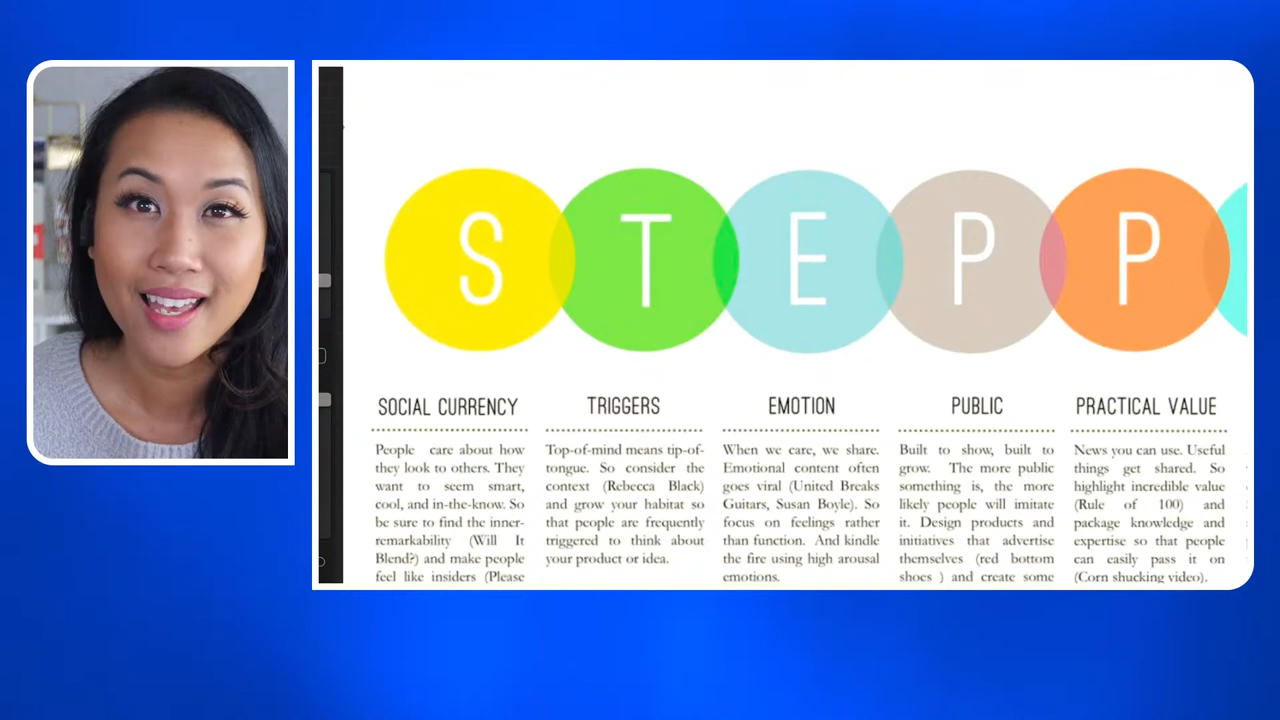 S T E P P
SOCIAL CURRENCY
People care about how
they look to others. They
want to seem smart,
cool, and in-the-know. So
be sure to find the inner-
remarkability (Will It
Blend?) and make people
feel like insiders (Please
TRIGGERS
Top-of-mind means tip-of-
tongue. So consider the
context (Rebecca Black)
and grow your habitat so
that people are frequently
triggered to think about
your product or idea.
EMOTION
When we care, we share.
Emotional content often
goes viral (United Breaks
Guitars, Susan Boyle). So
focus on feelings rather
than function. And kindle
the fire using high arousal
emotions.
PUBLIC
Built to show, built to
grow. The more public
something is, the more
likely people will imitate
it. Design products and
initiatives that advertise
themselves (red bottom
shoes ) and create some
PRACTICAL VALUE
News you can use. Useful
things get shared. So
highlight incredible value
(Rule of 100) and
package knowledge and
expertise so that people
can easily pass it on
(Corn shucking video).